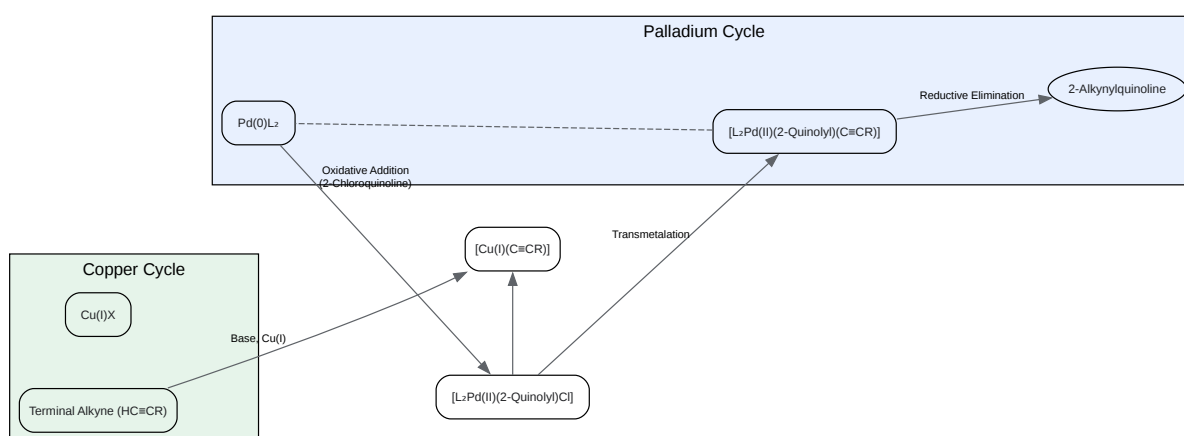 Palladium Cycle
2-Alkynylquinoline
Reductive Elimination
Pd(0)L₂
[L₂Pd(II)(2-Quinolyl)(C≡CR)]
Oxidative Addition
(2-Chloroquinoline)
Transmetalation
[Cu(I)(C≡CR)]
Copper Cycle
Cu(I)X
Base, Cu(I)
[L₂Pd(II)(2-Quinolyl)Cl]
Terminal Alkyne (HC≡CR)